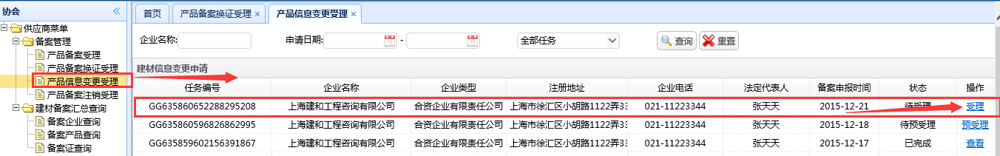 协会
供应商菜单
备案管理
产品备案受理
产品备案换证受理
产品信息变更受理
产品备案注销受理
建材备案汇总查询
备案企业查询
备案产品查询
备案证查询
首页 产品备案换证受理 产品信息变更受理
企业名称: 申请日期: - 全部任务 查询 重置
建材信息变更申请
任务编号 企业名称 企业类型 注册地址 企业电话 法定代表人 备案申报时间 状态 操作
GG635860652288295208 上海建和工程咨询有限公司 合资企业有限责任公司 上海市徐汇区小胡路1122弄33 021-11223344 张天天 2015-12-21 待受理 受理
GG635860596826862995 上海建和工程咨询有限公司 合资企业有限责任公司 上海市徐汇区小胡路1122弄33 021-11223344 张天天 2015-12-18 待预受理 预受理
GG635859602156391867 上海建和工程咨询有限公司 合资企业有限责任公司 上海市徐汇区小胡路1122弄33 021-11223344 张天天 2015-12-17 已完成 查看